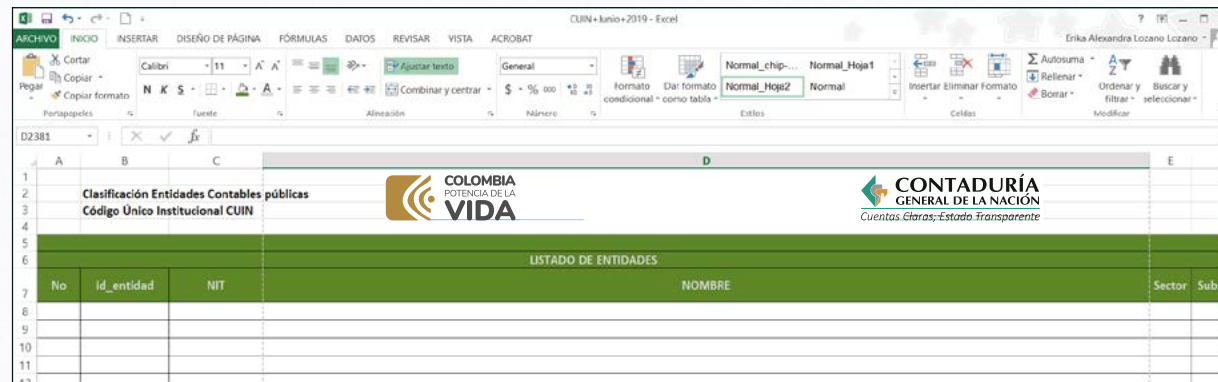 CUIN+Junio+2019 - Excel
ARCHIVO INICIO INSERTAR DISEÑO DE PÁGINA FÓRMULAS DATOS REVISAR VISTA ACROBAT Erika Alexandra Lozano Lozano
Cortar
Copiar
Copiar formato
Pegar
Portapapeles
Calibri 11
N K S
Fuente
Ajustar texto
Combinar y centrar
Alineación
General
$ % 000
Número
Formato condicional
Dar formato como tabla
Normal_chip-... Normal_Hoja1
Normal_Hoja2 Normal
Estilos
Insertar Eliminar Formato
Celdas
Autosuma
Rellenar
Borrar
Ordenar y filtrar
Buscar y seleccionar
Modificar
D2381 fx
A B C D E
1
2 Clasificación Entidades Contables públicas
3 Código Único Institucional CUIN
COLOMBIA
POTENCIA DE LA
VIDA
CONTADURÍA
GENERAL DE LA NACIÓN
Cuentas Claras, Estado Transparente
4
5
6 LISTADO DE ENTIDADES
7 No id_entidad NIT NOMBRE Sector Sub
8
9
10
11